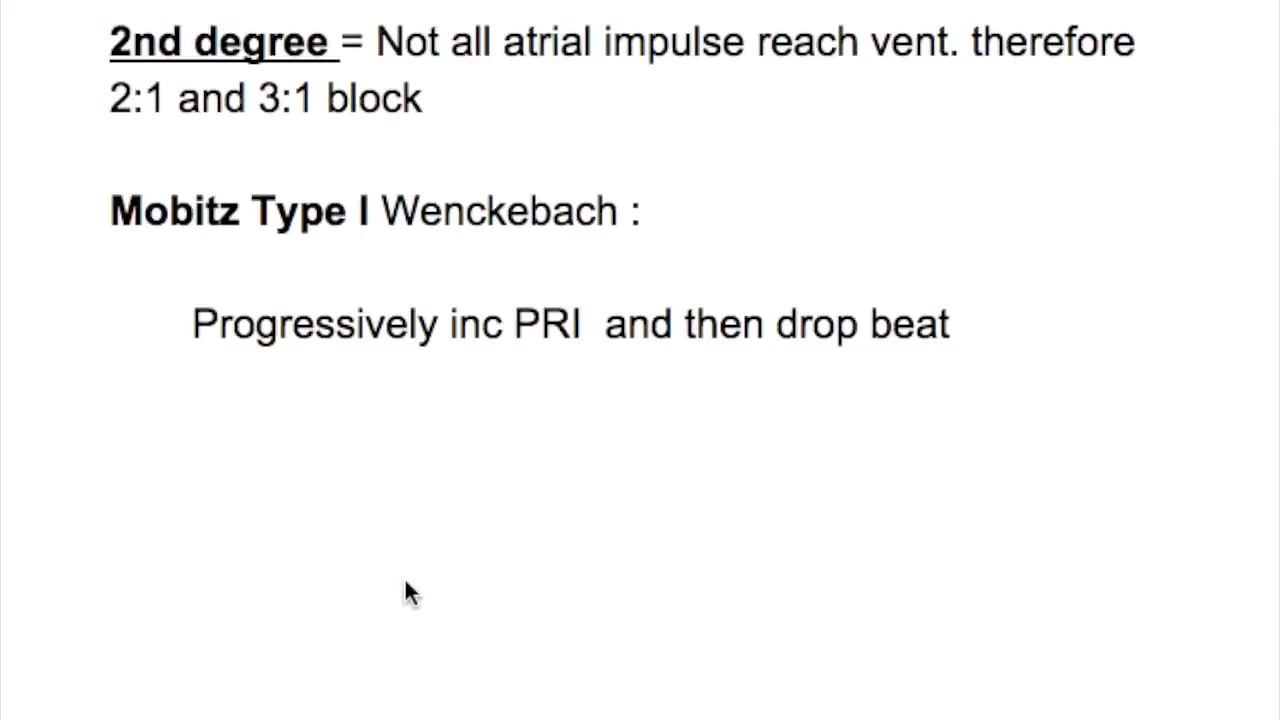 2nd degree = Not all atrial impulse reach vent. therefore
2:1 and 3:1 block
Mobitz Type I Wenckebach :
Progressively inc PRI  and then drop beat